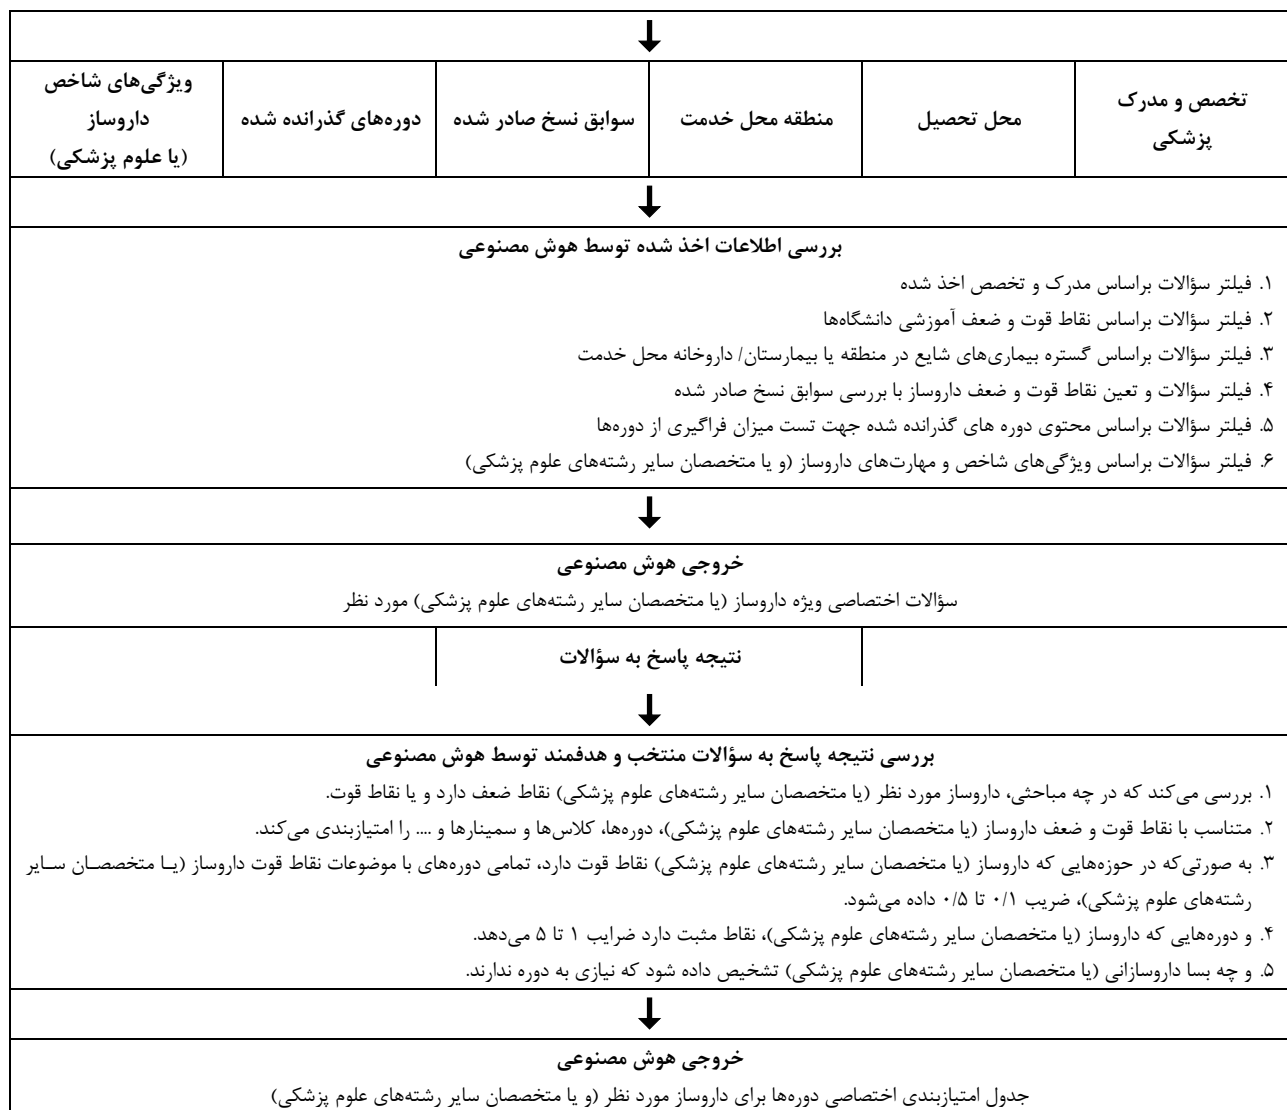 تخصص و مدرک
پزشکی
محل تحصیل
منطقه محل خدمت
سوابق نسخ صادر شده
دوره‌های گذرانده شده
ویژگی‌های شاخص
داروساز
(یا علوم پزشکی)
بررسی اطلاعات اخذ شده توسط هوش مصنوعی
۱. فیلتر سؤالات براساس مدرک و تخصص اخذ شده
۲. فیلتر سؤالات براساس نقاط قوت و ضعف آموزشی دانشگاه‌ها
۳. فیلتر سؤالات براساس گستره بیماری‌های شایع در منطقه یا بیمارستان/ داروخانه محل خدمت
۴. فیلتر سؤالات و تعین نقاط قوت و ضعف داروساز با بررسی سوابق نسخ صادر شده
۵. فیلتر سؤالات براساس محتوی دوره های گذرانده شده جهت تست میزان فراگیری از دوره‌ها
۶. فیلتر سؤالات براساس ویژگی‌های شاخص و مهارت‌های داروساز (و یا متخصصان سایر رشته‌های علوم پزشکی)
خروجی هوش مصنوعی
سؤالات اختصاصی ویژه داروساز (یا متخصصان سایر رشته‌های علوم پزشکی) مورد نظر
نتیجه پاسخ به سؤالات
بررسی نتیجه پاسخ به سؤالات منتخب و هدفمند توسط هوش مصنوعی
۱. بررسی می‌کند که در چه مباحثی، داروساز مورد نظر (یا متخصصان سایر رشته‌های علوم پزشکی) نقاط ضعف دارد و یا نقاط قوت.
۲. متناسب با نقاط قوت و ضعف داروساز (یا متخصصان سایر رشته‌های علوم پزشکی)، دوره‌ها، کلاس‌ها و سمینارها و .... را امتیازبندی می‌کند.
۳. به صورتی‌که در حوزه‌هایی که داروساز (یا متخصصان سایر رشته‌های علوم پزشکی) نقاط قوت دارد، تمامی دوره‌های با موضوعات نقاط قوت داروساز (یـا متخصصـان سـایر
رشته‌های علوم پزشکی)، ضریب ۰/۱ تا ۰/۵ داده می‌شود.
۴. و دوره‌هایی که داروساز (یا متخصصان سایر رشته‌های علوم پزشکی)، نقاط مثبت دارد ضرایب ۱ تا ۵ می‌دهد.
۵. و چه بسا داروسازانی (یا متخصصان سایر رشته‌های علوم پزشکی) تشخیص داده شود که نیازی به دوره ندارند.
خروجی هوش مصنوعی
جدول امتیازبندی اختصاصی دوره‌ها برای داروساز مورد نظر (و یا متخصصان سایر رشته‌های علوم پزشکی)